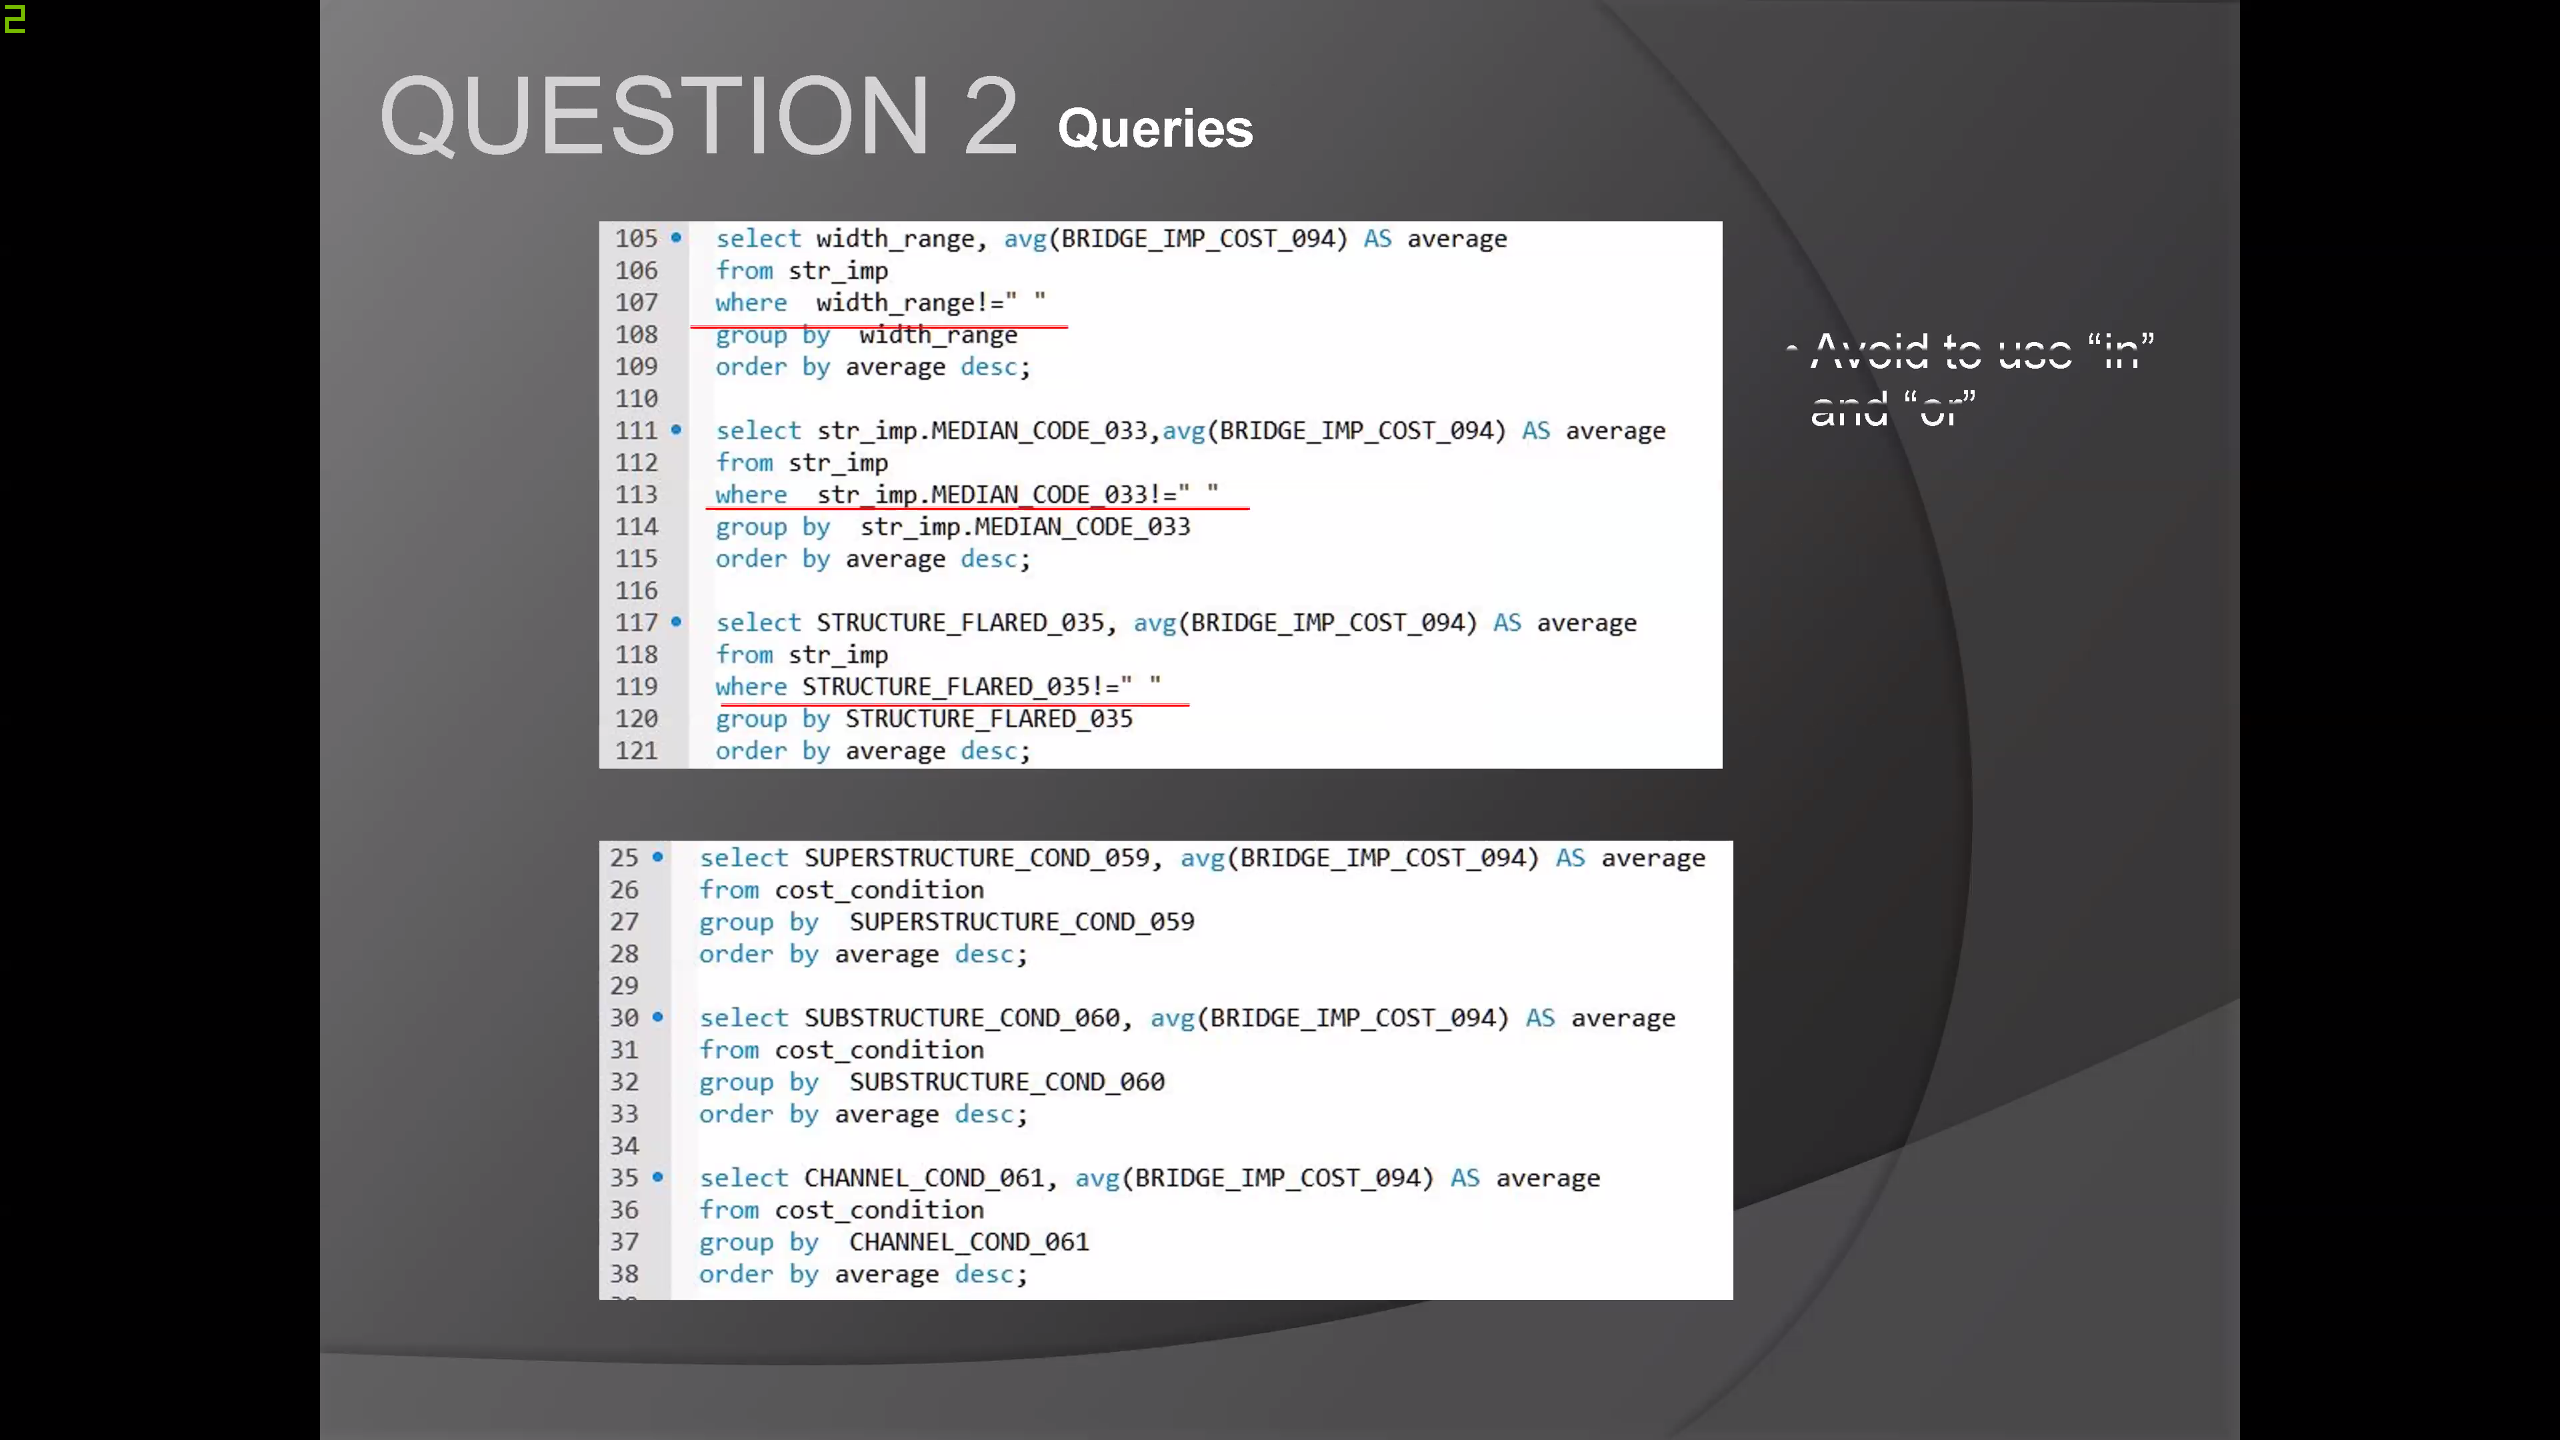 2
QUESTION 2 Queries
105 select width_range, avg(BRIDGE_IMP_COST_094) AS average
106 from str_imp
107 where  width_range!=" "
108 group by  width_range
109 order by average desc;
110
111 select str_imp.MEDIAN_CODE_033,avg(BRIDGE_IMP_COST_094) AS average
112 from str_imp
113 where  str_imp.MEDIAN_CODE_033!=" "
114 group by  str_imp.MEDIAN_CODE_033
115 order by average desc;
116
117 select STRUCTURE_FLARED_035, avg(BRIDGE_IMP_COST_094) AS average
118 from str_imp
119 where STRUCTURE_FLARED_035!=" "
120 group by STRUCTURE_FLARED_035
121 order by average desc;
• Avoid to use “in”
and “or”
25 select SUPERSTRUCTURE_COND_059, avg(BRIDGE_IMP_COST_094) AS average
26 from cost_condition
27 group by  SUPERSTRUCTURE_COND_059
28 order by average desc;
29
30 select SUBSTRUCTURE_COND_060, avg(BRIDGE_IMP_COST_094) AS average
31 from cost_condition
32 group by  SUBSTRUCTURE_COND_060
33 order by average desc;
34
35 select CHANNEL_COND_061, avg(BRIDGE_IMP_COST_094) AS average
36 from cost_condition
37 group by  CHANNEL_COND_061
38 order by average desc;